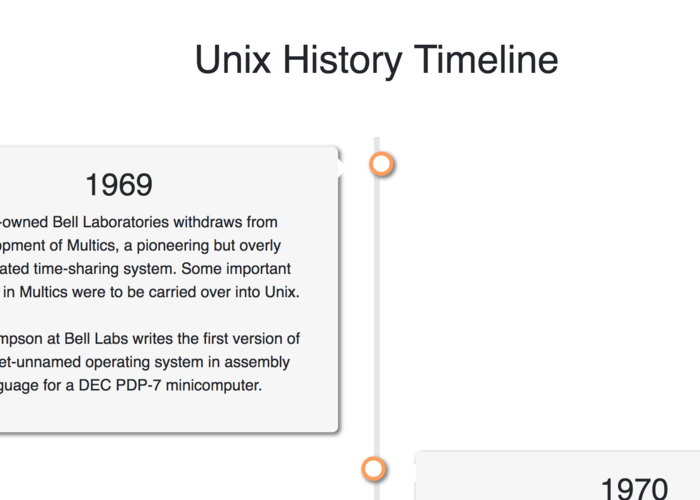 Unix History Timeline
1969
-owned Bell Laboratories withdraws from
opment of Multics, a pioneering but overly
ated time-sharing system. Some important
in Multics were to be carried over into Unix.
mpson at Bell Labs writes the first version of
et-unnamed operating system in assembly
guage for a DEC PDP-7 minicomputer.
1970